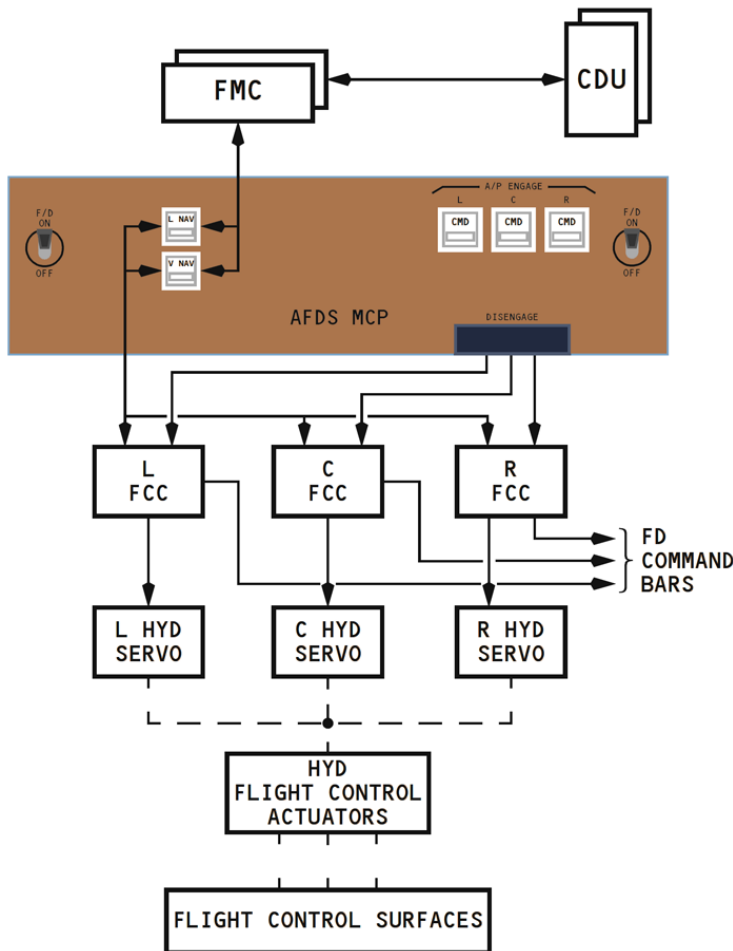 FMC
CDU
A/P ENGAGE
L C R
F/D
ON
OFF
L NAV
V NAV
CMD CMD CMD
F/D
ON
OFF
AFDS MCP
DISENGAGE
L
FCC
C
FCC
R
FCC
FD
COMMAND
BARS
L HYD
SERVO
C HYD
SERVO
R HYD
SERVO
HYD
FLIGHT CONTROL
ACTUATORS
FLIGHT CONTROL SURFACES